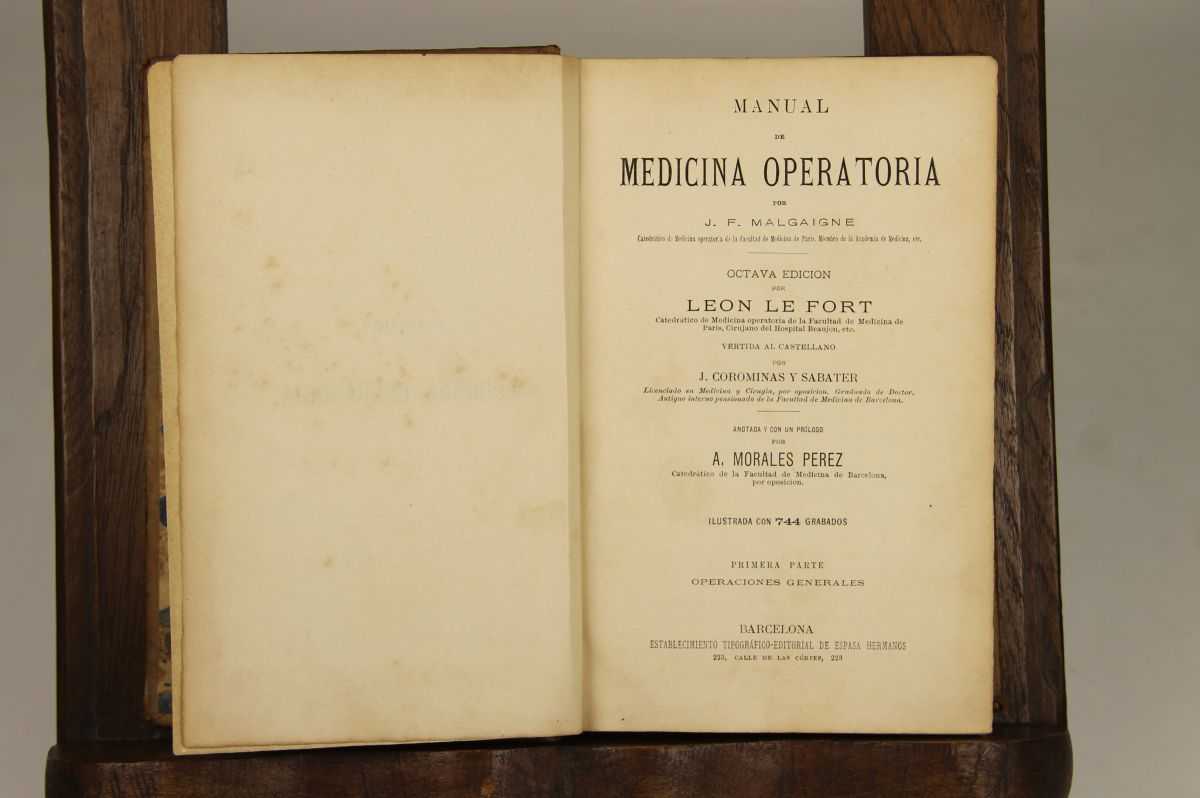 MANUAL
DE
MEDICINA OPERATORIA
POR
J. F. MALGAIGNE
Catedrático de Medicina operatoria de la Facultad de Medicina de Paris, Miembro de la Academia de Medicina, etc.
OCTAVA EDICION
POR
LEON LE FORT
Catedrático de Medicina operatoria de la Facultad de Medicina de
Paris, Cirujano del Hospital Beaujon, etc.
VERTIDA AL CASTELLANO
POR
J. COROMINAS Y SABATER
Licenciado en Medicina y Cirugía, por oposicion, Graduado de Doctor,
Antiguo interno pensionado de la Facultad de Medicina de Barcelona.
ANOTADA Y CON UN PRÓLOGO
POR
A. MORALES PEREZ
Catedrático de la Facultad de Medicina de Barcelona,
por oposicion.
ILUSTRADA CON 744 GRABADOS
PRIMERA PARTE
OPERACIONES GENERALES
BARCELONA
ESTABLECIMIENTO TIPOGRÁFICO-EDITORIAL DE ESPASA HERMANOS
223, CALLE DE LAS CÓRTES, 223